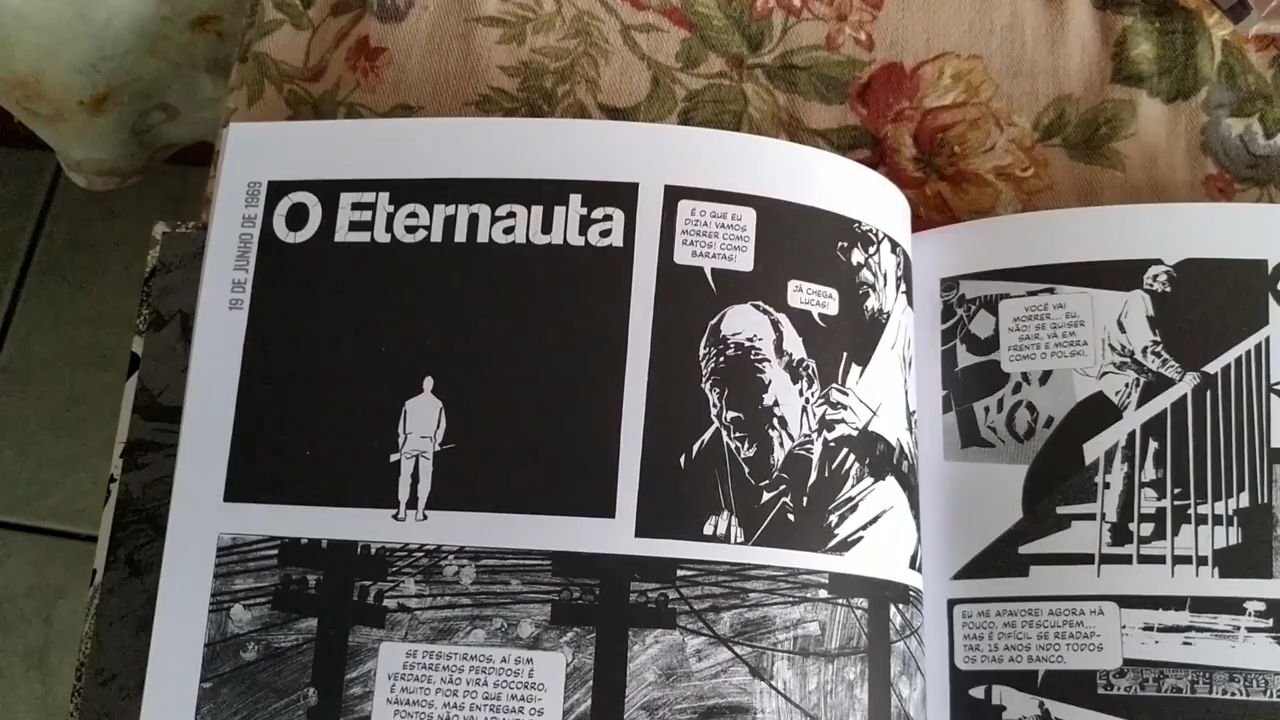 19 DE JUNHO DE 1969
O Eternauta
É O QUE EU
DIZIA! VAMOS
MORRER COMO
RATOS! COMO
BARATAS!
JÁ CHEGA,
LUCAS!
SE DESISTIRMOS, AÍ SIM
ESTAREMOS PERDIDOS! É
VERDADE, NÃO VIRÁ SOCORRO,
É MUITO PIOR DO QUE IMAGI-
NÁVAMOS. MAS ENTREGAR OS
PONTOS NÃO VAI
VOCÊ VAI
MORRER... EU,
NÃO! SE QUISER
SAIR, VÁ EM
FRENTE E MORRA
COMO O POLSKI.
EU ME APAVOREI AGORA HÁ
POUCO, ME DESCULPEM...
MAS É DIFÍCIL SE READAP-
TAR, 15 ANOS INDO TODOS
OS DIAS AO BANCO.